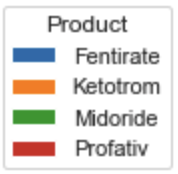 Product
Fentirate
Ketotrom
Midoride
Profativ